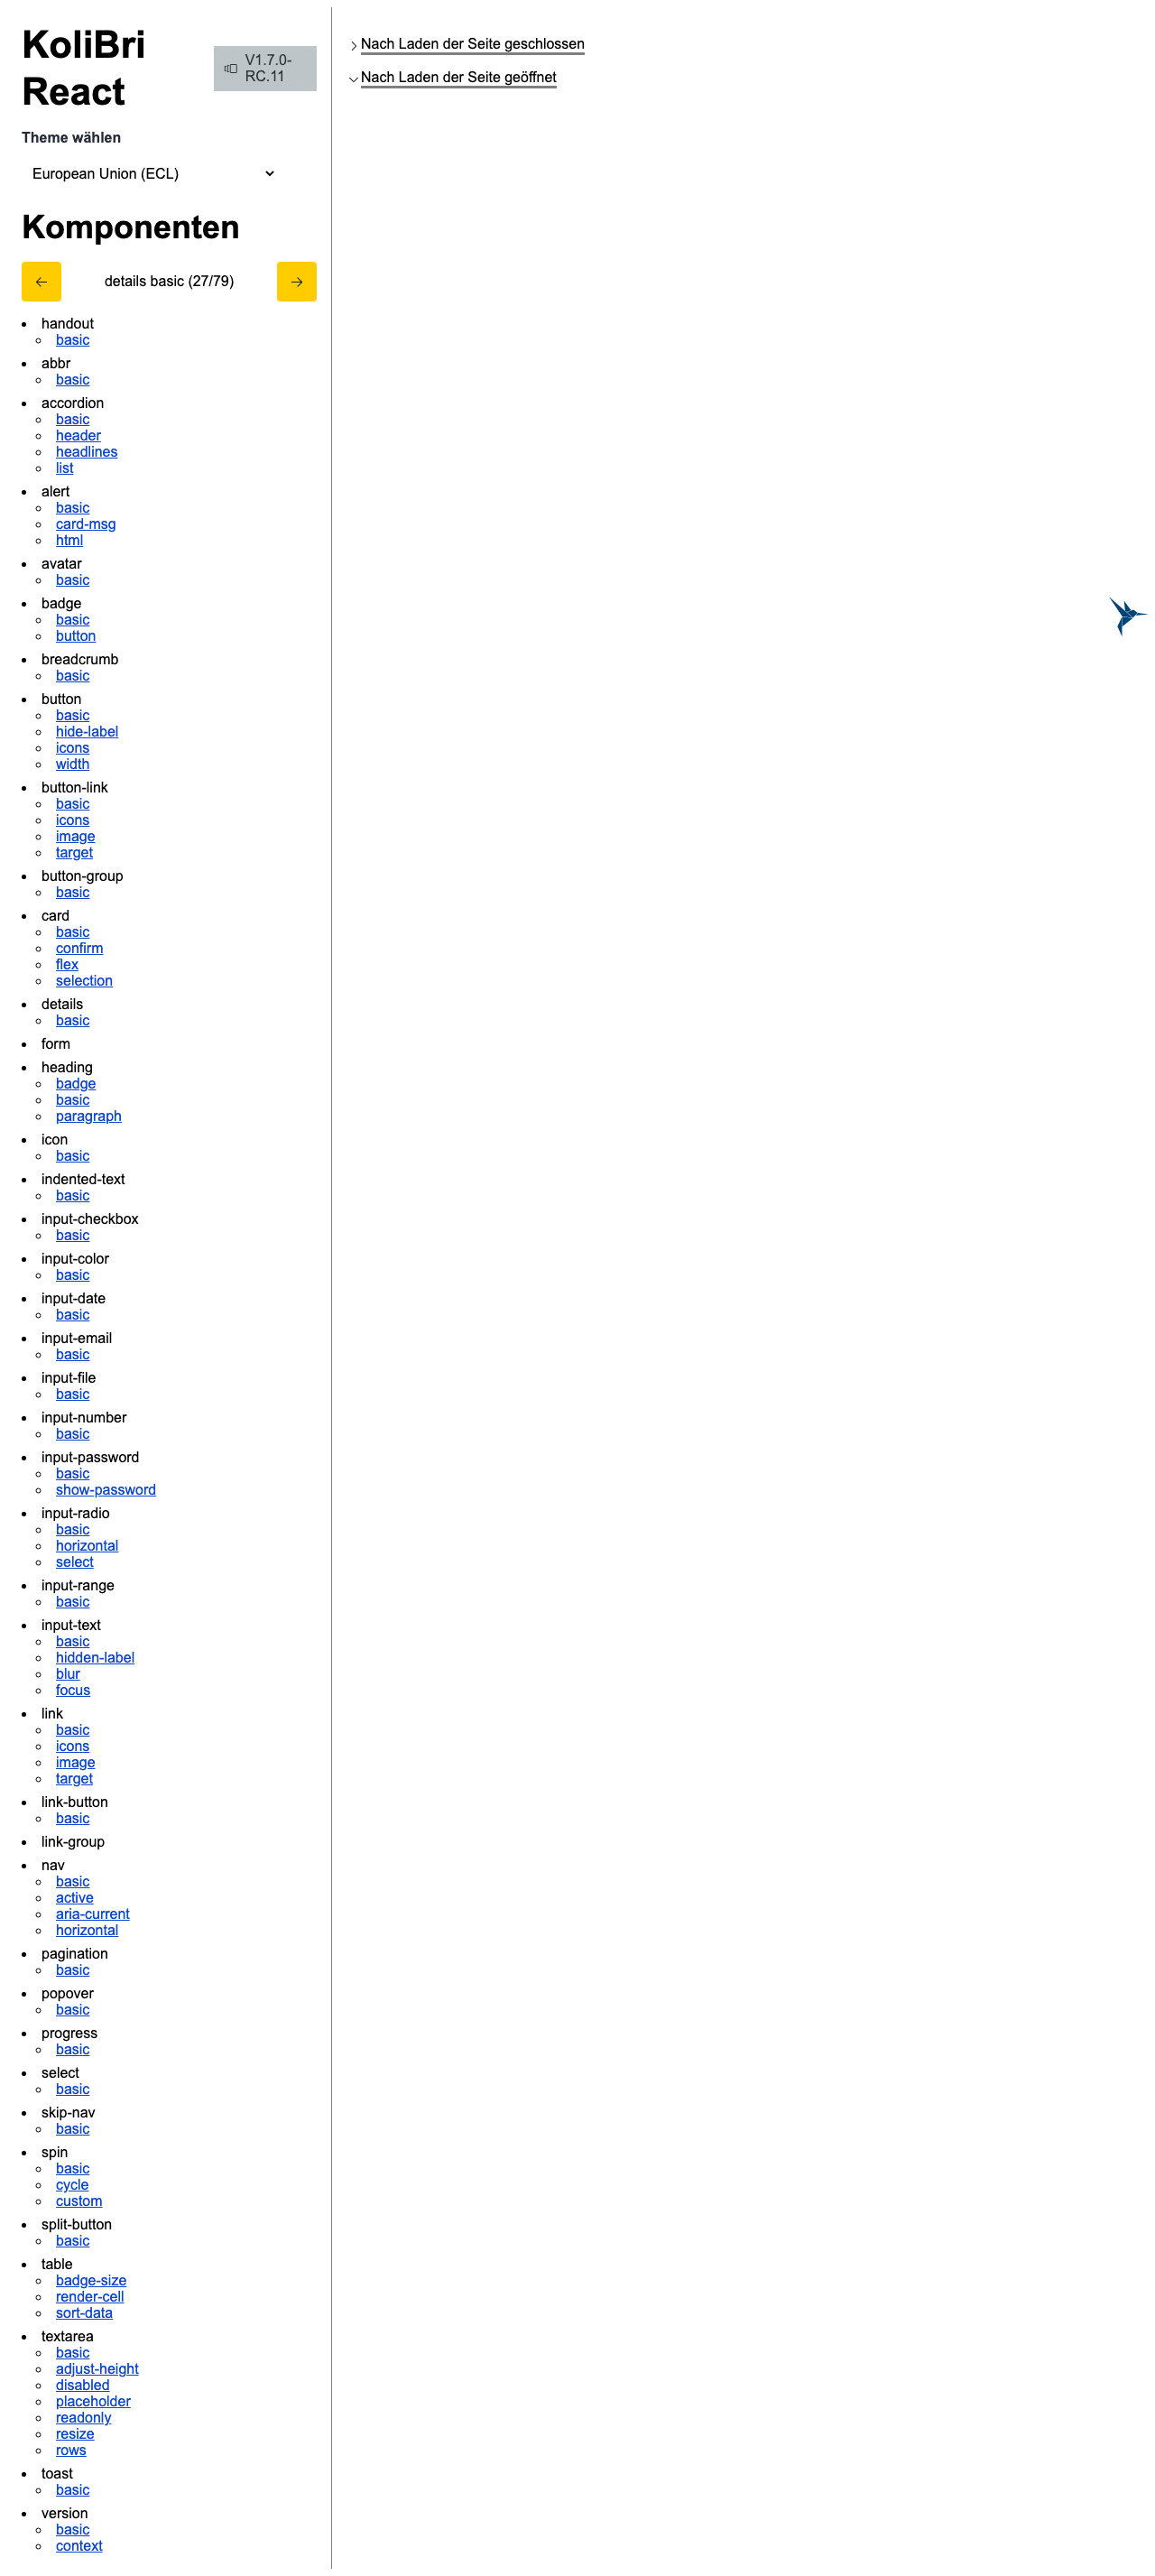 KoliBri
React
V1.7.0-
RC.11
Theme wählen
European Union (ECL)
Komponenten
details basic (27/79)
handout
basic
abbr
basic
accordion
basic
header
headlines
list
alert
basic
card-msg
html
avatar
basic
badge
basic
button
breadcrumb
basic
button
basic
hide-label
icons
width
button-link
basic
icons
image
target
button-group
basic
card
basic
confirm
flex
selection
details
basic
form
heading
badge
basic
paragraph
icon
basic
indented-text
basic
input-checkbox
basic
input-color
basic
input-date
basic
input-email
basic
input-file
basic
input-number
basic
input-password
basic
show-password
input-radio
basic
horizontal
select
input-range
basic
input-text
basic
hidden-label
blur
focus
link
basic
icons
image
target
link-button
basic
link-group
nav
basic
active
aria-current
horizontal
pagination
basic
popover
basic
progress
basic
select
basic
skip-nav
basic
spin
basic
cycle
custom
split-button
basic
table
badge-size
render-cell
sort-data
textarea
basic
adjust-height
disabled
placeholder
readonly
resize
rows
toast
basic
version
basic
context
Nach Laden der Seite geschlossen
Nach Laden der Seite geöffnet